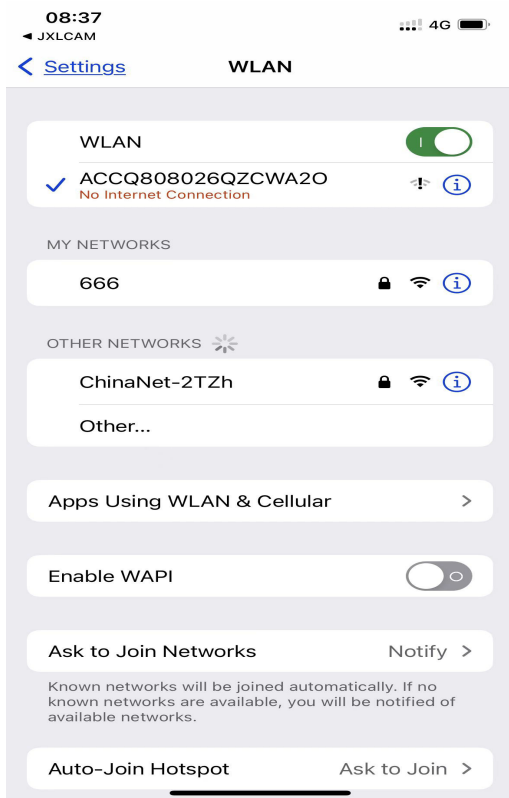 08:37
◀ JXLCAM
4G
Settings
WLAN
WLAN
ACCQ808026QZCWA2O
No Internet Connection
MY NETWORKS
666
OTHER NETWORKS
ChinaNet-2TZh
Other...
Apps Using WLAN & Cellular
Enable WAPI
Ask to Join Networks Notify
Known networks will be joined automatically. If no
known networks are available, you will be notified of
available networks.
Auto-Join Hotspot Ask to Join